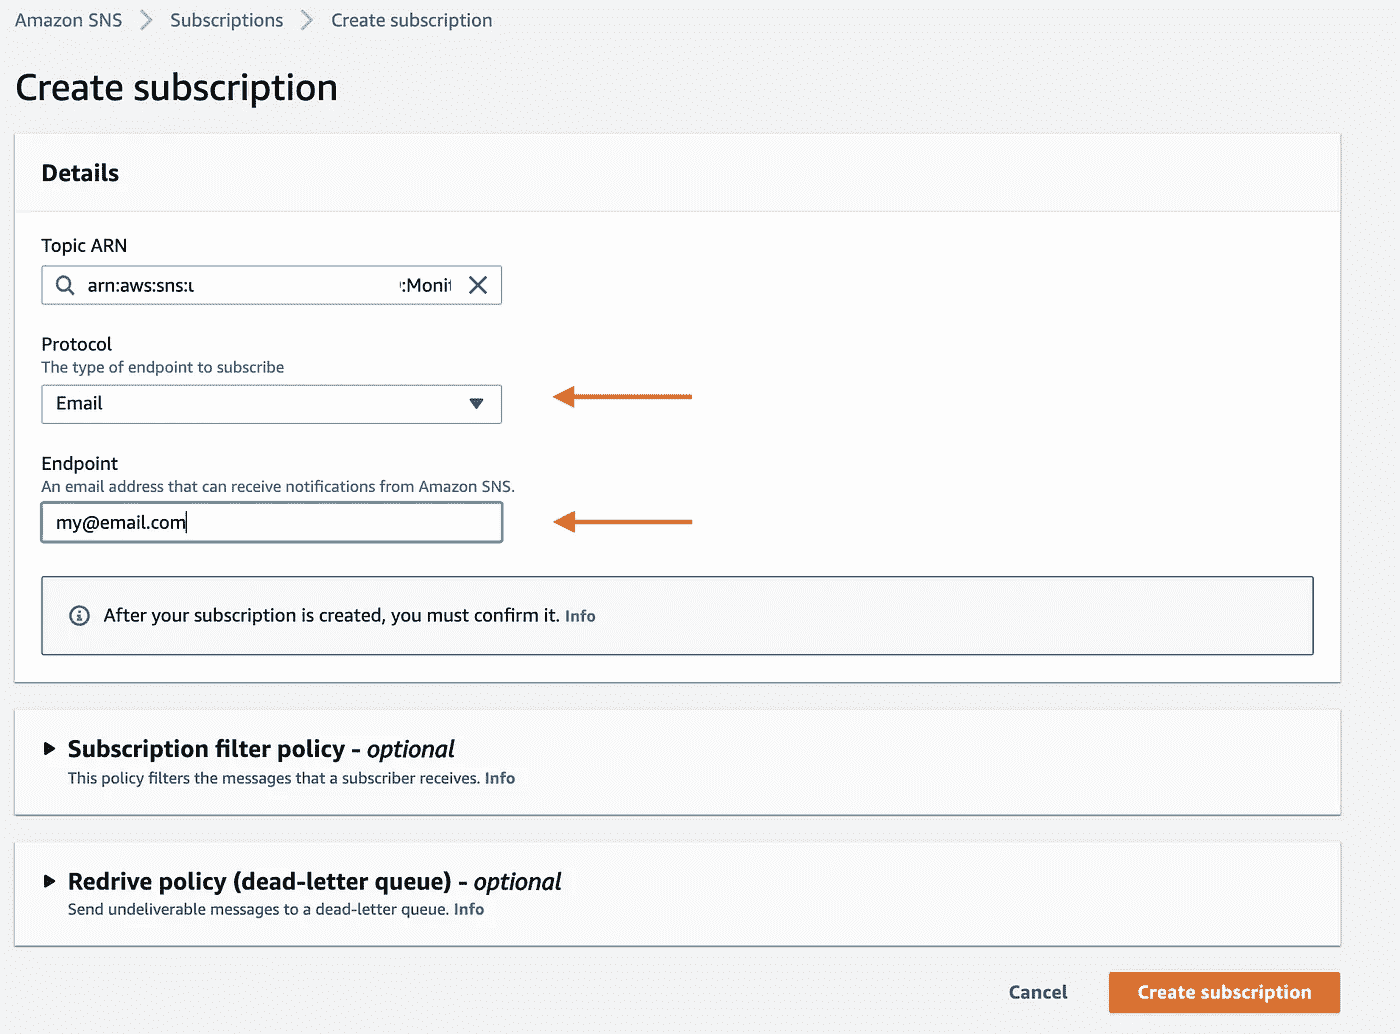 Amazon SNS Subscriptions Create subscription
Create subscription
Details
Topic ARN
arn:aws:sns: :Monit
Protocol
The type of endpoint to subscribe
Email
Endpoint
An email address that can receive notifications from Amazon SNS.
my@email.com
After your subscription is created, you must confirm it. Info
Subscription filter policy - optional
This policy filters the messages that a subscriber receives. Info
Redrive policy (dead-letter queue) - optional
Send undeliverable messages to a dead-letter queue. Info
Cancel Create subscription